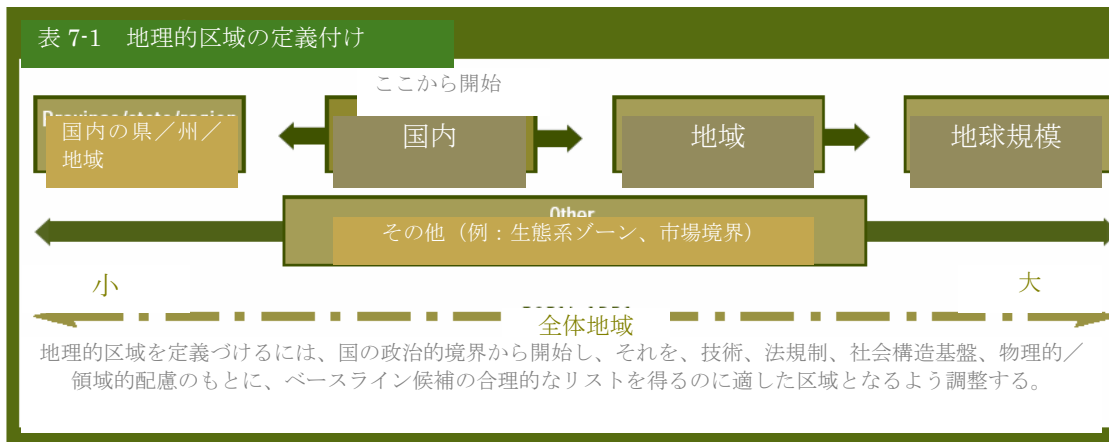 表 7-1 地理的区域の定義付け
ここから開始
国内の県／州／
地域
国内
地域
地球規模
Other
その他（例：生態系ゾーン、市場境界）
小
大
全体地域
地理的区域を定義づけるには、国の政治的境界から開始し、それを、技術、法規制、社会構造基盤、物理的／
領域的配慮のもとに、ベースライン候補の合理的なリストを得るのに適した区域となるよう調整する。